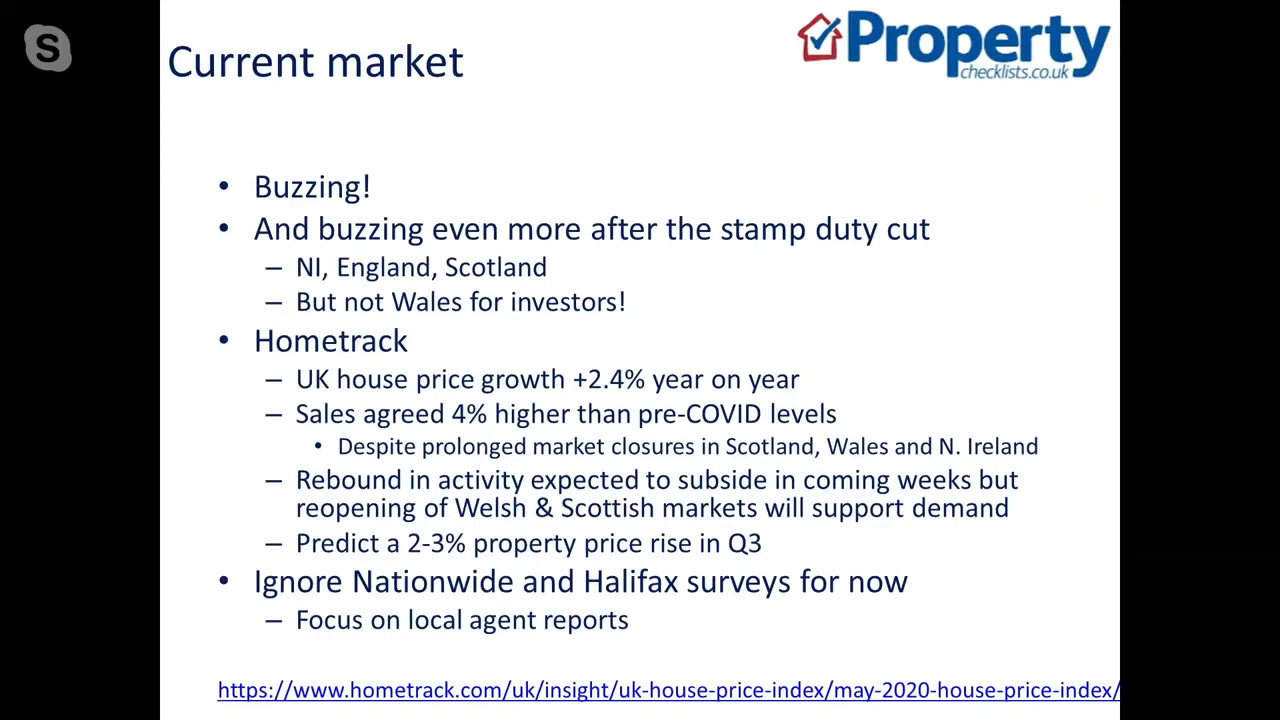 S
Current market
Property
checklists.co.uk
• Buzzing!
• And buzzing even more after the stamp duty cut
– NI, England, Scotland
– But not Wales for investors!
• Hometrack
– UK house price growth +2.4% year on year
– Sales agreed 4% higher than pre-COVID levels
• Despite prolonged market closures in Scotland, Wales and N. Ireland
– Rebound in activity expected to subside in coming weeks but
reopening of Welsh & Scottish markets will support demand
– Predict a 2-3% property price rise in Q3
• Ignore Nationwide and Halifax surveys for now
– Focus on local agent reports
https://www.hometrack.com/uk/insight/uk-house-price-index/may-2020-house-price-index/